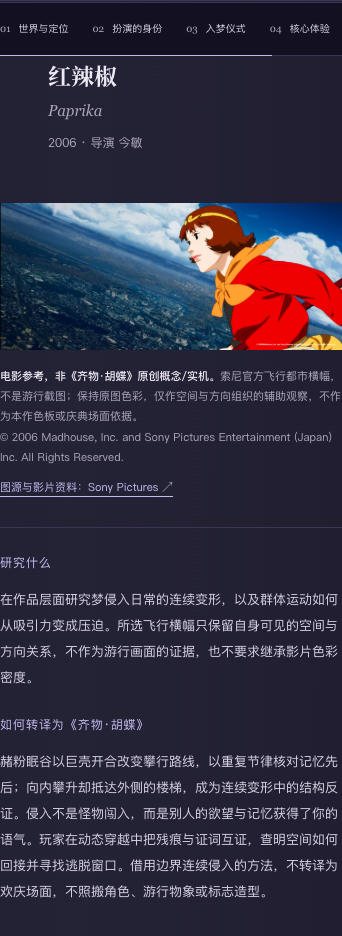 01 世界与定位 02 扮演的身份 03 入梦仪式 04 核心体验
红辣椒
Paprika
2006 · 导演 今敏
电影参考，非《齐物·胡蝶》原创概念/实机。索尼官方飞行都市横幅，
不是游行截图；保持原图色彩，仅作空间与方向组织的辅助观察，不作
为本作色板或庆典场面依据。
© 2006 Madhouse, Inc. and Sony Pictures Entertainment (Japan)
Inc. All Rights Reserved.
图源与影片资料：Sony Pictures ↗
研究什么
在作品层面研究梦侵入日常的连续变形，以及群体运动如何
从吸引力变成压迫。所选飞行横幅只保留自身可见的空间与
方向关系，不作为游行画面的证据，也不要求继承影片色彩
密度。
如何转译为《齐物·胡蝶》
赭粉眠谷以巨壳开合改变攀行路线，以重复节律核对记忆先
后；向内攀升却抵达外侧的楼梯，成为连续变形中的结构反
证。侵入不是怪物闯入，而是别人的欲望与记忆获得了你的
语气。玩家在动态穿越中把残痕与证词互证，查明空间如何
回接并寻找逃脱窗口。借用边界连续侵入的方法，不转译为
欢庆场面，不照搬角色、游行物象或标志造型。